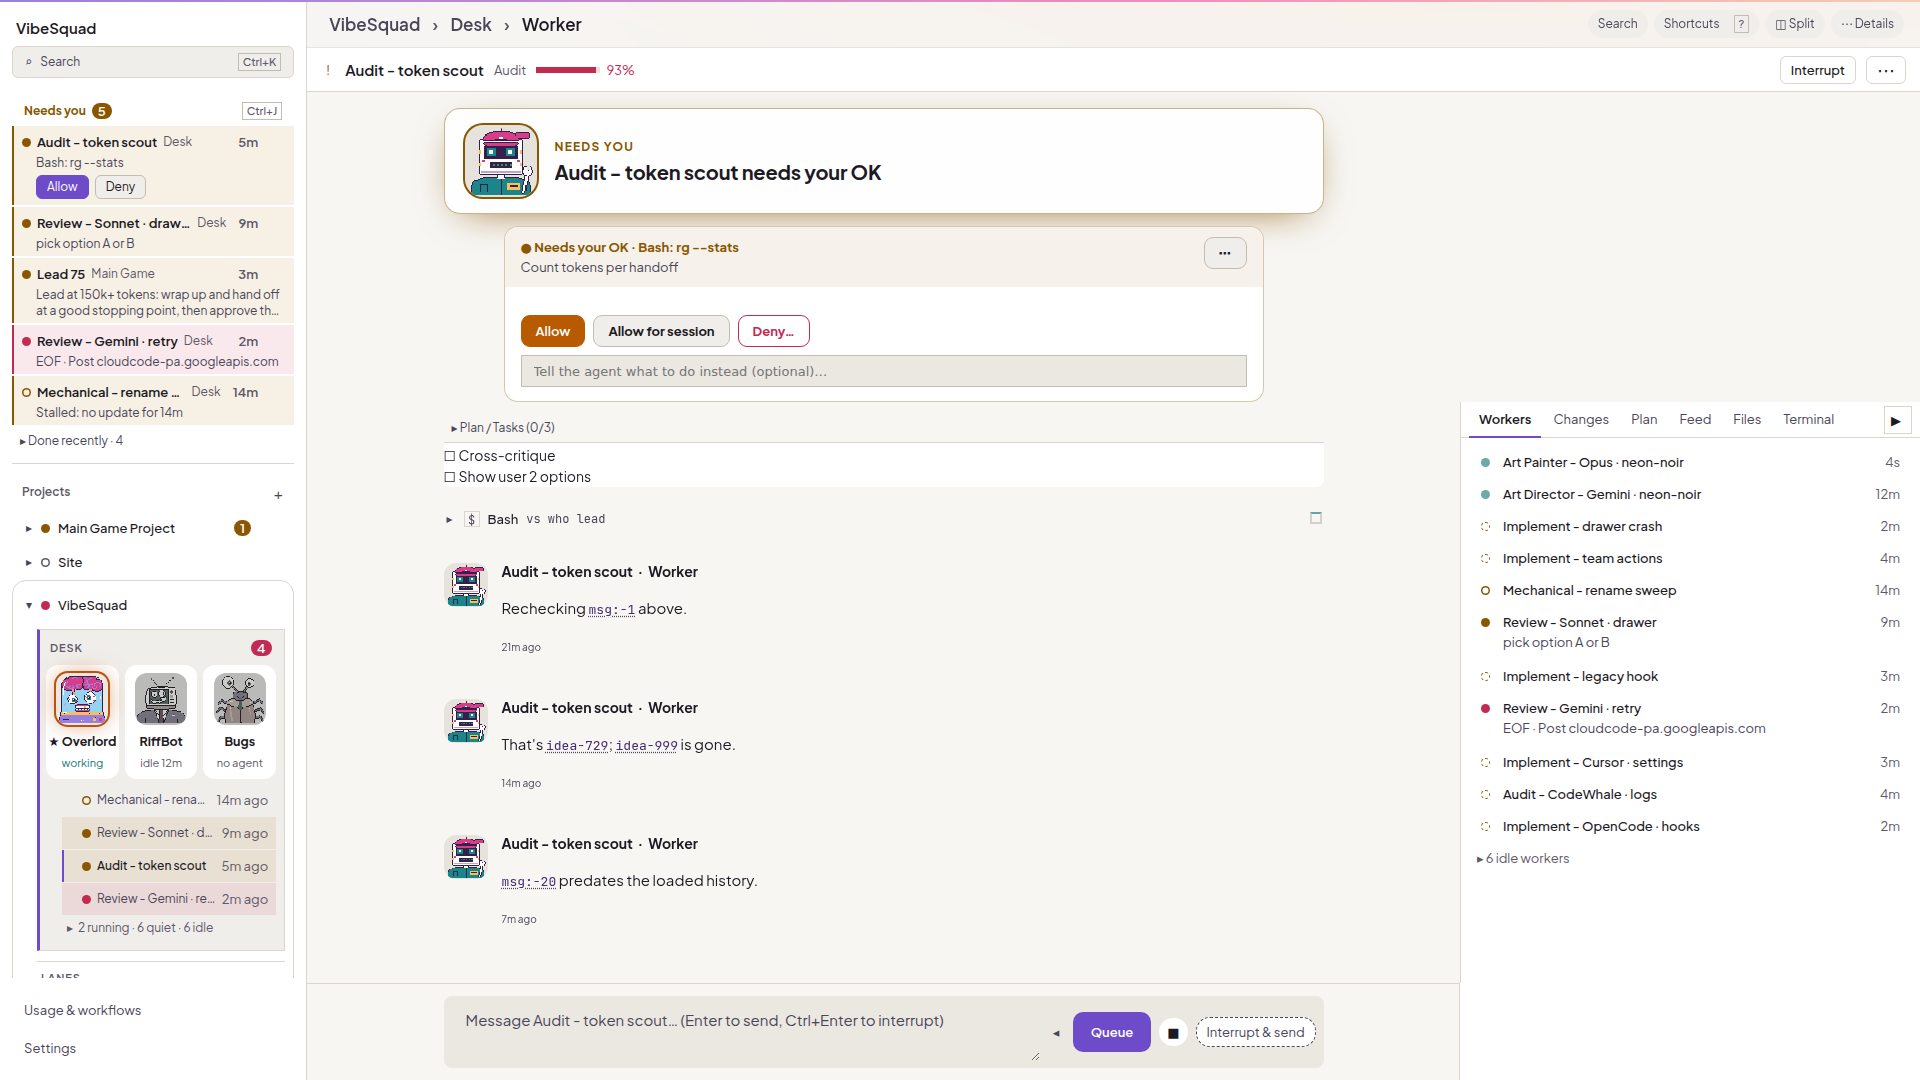 VibeSquad
Search Ctrl+K
Needs you 5 Ctrl+J
Audit – token scout Desk 5m
Bash: rg --stats
Allow Deny
Review – Sonnet · draw… Desk 9m
pick option A or B
Lead 75 Main Game 3m
Lead at 150k+ tokens: wrap up and hand off
at a good stopping point, then approve th…
Review – Gemini · retry Desk 2m
EOF · Post cloudcode-pa.googleapis.com
Mechanical – rename … Desk 14m
Stalled: no update for 14m
▸ Done recently · 4
Projects +
▸ Main Game Project 1
▸ Site
▾ VibeSquad
DESK 4
★ Overlord RiffBot Bugs
working idle 12m no agent
Mechanical – rena… 14m ago
Review – Sonnet · d… 9m ago
Audit – token scout 5m ago
Review – Gemini · re… 2m ago
▸ 2 running · 6 quiet · 6 idle
LANES
Usage & workflows
Settings
VibeSquad › Desk › Worker
Search Shortcuts ? Split ··· Details
! Audit – token scout Audit 93%
Interrupt ···
NEEDS YOU
Audit – token scout needs your OK
Needs your OK · Bash: rg --stats
Count tokens per handoff
···
Allow Allow for session Deny…
Tell the agent what to do instead (optional)…
▸ Plan / Tasks (0/3)
☐ Cross-critique
☐ Show user 2 options
▸ $ Bash vs who lead
Audit – token scout · Worker
Rechecking msg:-1 above.
21m ago
Audit – token scout · Worker
That's idea-729; idea-999 is gone.
14m ago
Audit – token scout · Worker
msg:-20 predates the loaded history.
7m ago
Message Audit – token scout… (Enter to send, Ctrl+Enter to interrupt)
◂ Queue ■ Interrupt & send
Workers Changes Plan Feed Files Terminal ▶
Art Painter – Opus · neon-noir 4s
Art Director – Gemini · neon-noir 12m
Implement – drawer crash 2m
Implement – team actions 4m
Mechanical – rename sweep 14m
Review – Sonnet · drawer 9m
pick option A or B
Implement – legacy hook 3m
Review – Gemini · retry 2m
EOF · Post cloudcode-pa.googleapis.com
Implement – Cursor · settings 3m
Audit – CodeWhale · logs 4m
Implement – OpenCode · hooks 2m
▸ 6 idle workers